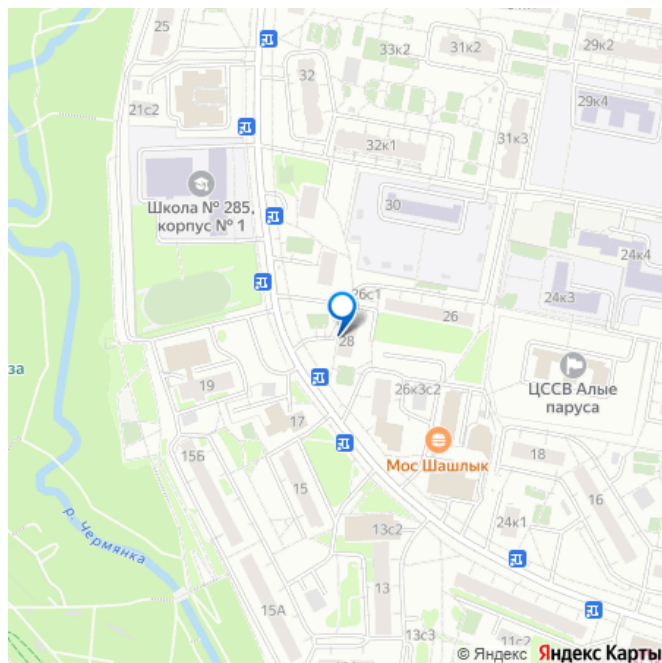 25
33к2
31к2
29к2
32
21с2
29к4
32к1
31к3
Школа № 285,
корпус № 1
30
24к4
26с1
24к3
26
28
за
19
26к3с2
ЦССВ Алые
паруса
17
15Б
Мос Шашлык
18
15
16
р. Чермянка
13с2
24к1
13
15А
13с3
11с2
© Яндекс Яндекс Карты